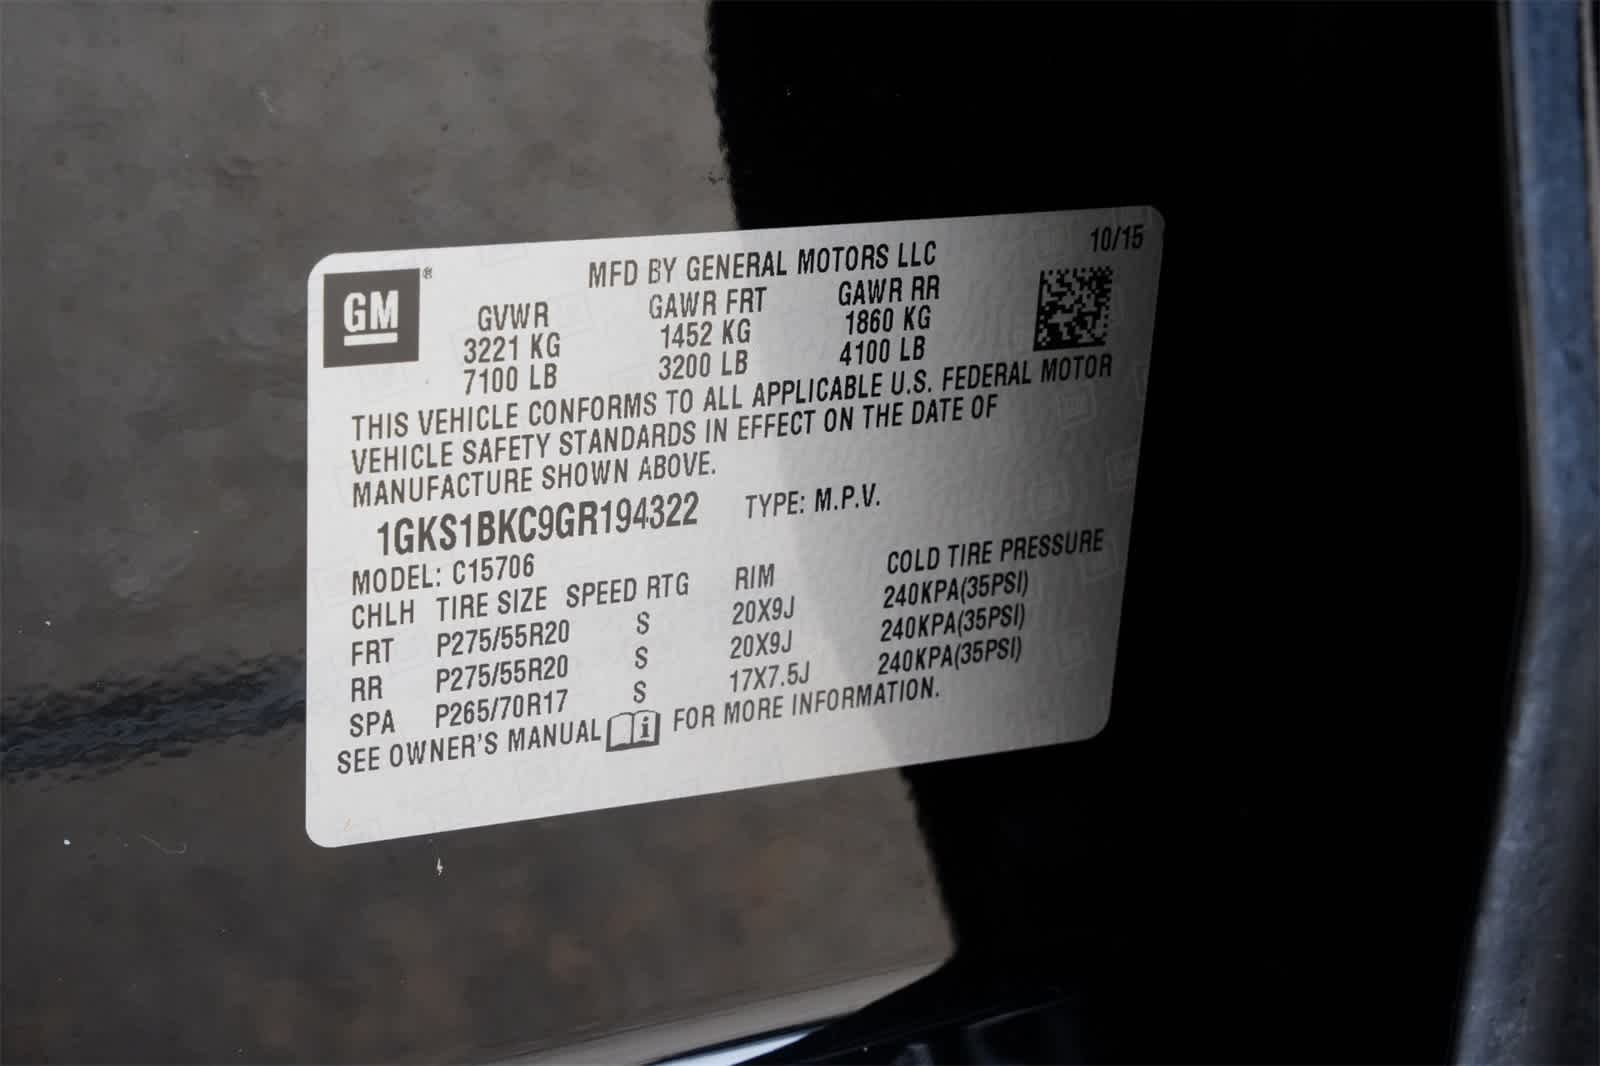 10/15
GM®
MFD BY GENERAL MOTORS LLC
GVWR GAWR FRT GAWR RR
3221 KG 1452 KG 1860 KG
7100 LB 3200 LB 4100 LB
THIS VEHICLE CONFORMS TO ALL APPLICABLE U.S. FEDERAL MOTOR
VEHICLE SAFETY STANDARDS IN EFFECT ON THE DATE OF
MANUFACTURE SHOWN ABOVE.
1GKS1BKC9GR194322 TYPE: M.P.V.
MODEL: C15706
CHLH TIRE SIZE SPEED RTG RIM COLD TIRE PRESSURE
FRT P275/55R20 S 20X9J 240KPA(35PSI)
RR P275/55R20 S 20X9J 240KPA(35PSI)
SPA P265/70R17 S 17X7.5J 240KPA(35PSI)
SEE OWNER'S MANUAL i FOR MORE INFORMATION.